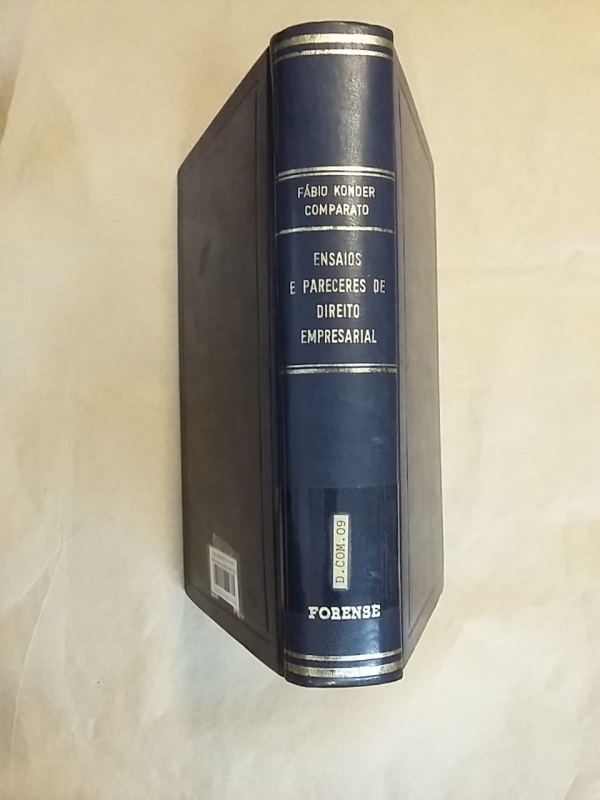 FÁBIO KONDER
COMPARATO
ENSAIOS
E PARECERES DE
DIREITO
EMPRESARIAL
D.COM.09
FORENSE